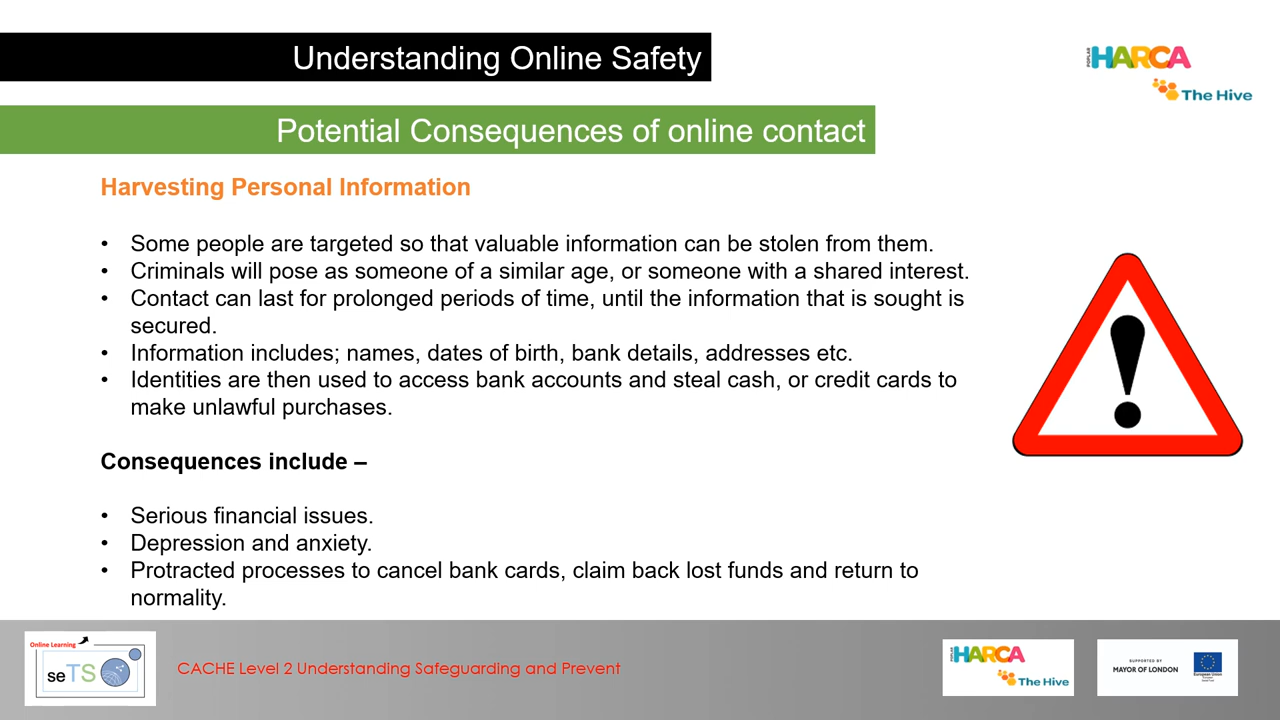 Understanding Online Safety
POPLAR
HARCA
The Hive
Potential Consequences of online contact
Harvesting Personal Information
• Some people are targeted so that valuable information can be stolen from them.
• Criminals will pose as someone of a similar age, or someone with a shared interest.
• Contact can last for prolonged periods of time, until the information that is sought is
secured.
• Information includes; names, dates of birth, bank details, addresses etc.
• Identities are then used to access bank accounts and steal cash, or credit cards to
make unlawful purchases.
Consequences include –
• Serious financial issues.
• Depression and anxiety.
• Protracted processes to cancel bank cards, claim back lost funds and return to
normality.
Online Learning
seTS
CACHE Level 2 Understanding Safeguarding and Prevent
POPLAR
HARCA
The Hive
SUPPORTED BY
MAYOR OF LONDON
European Union